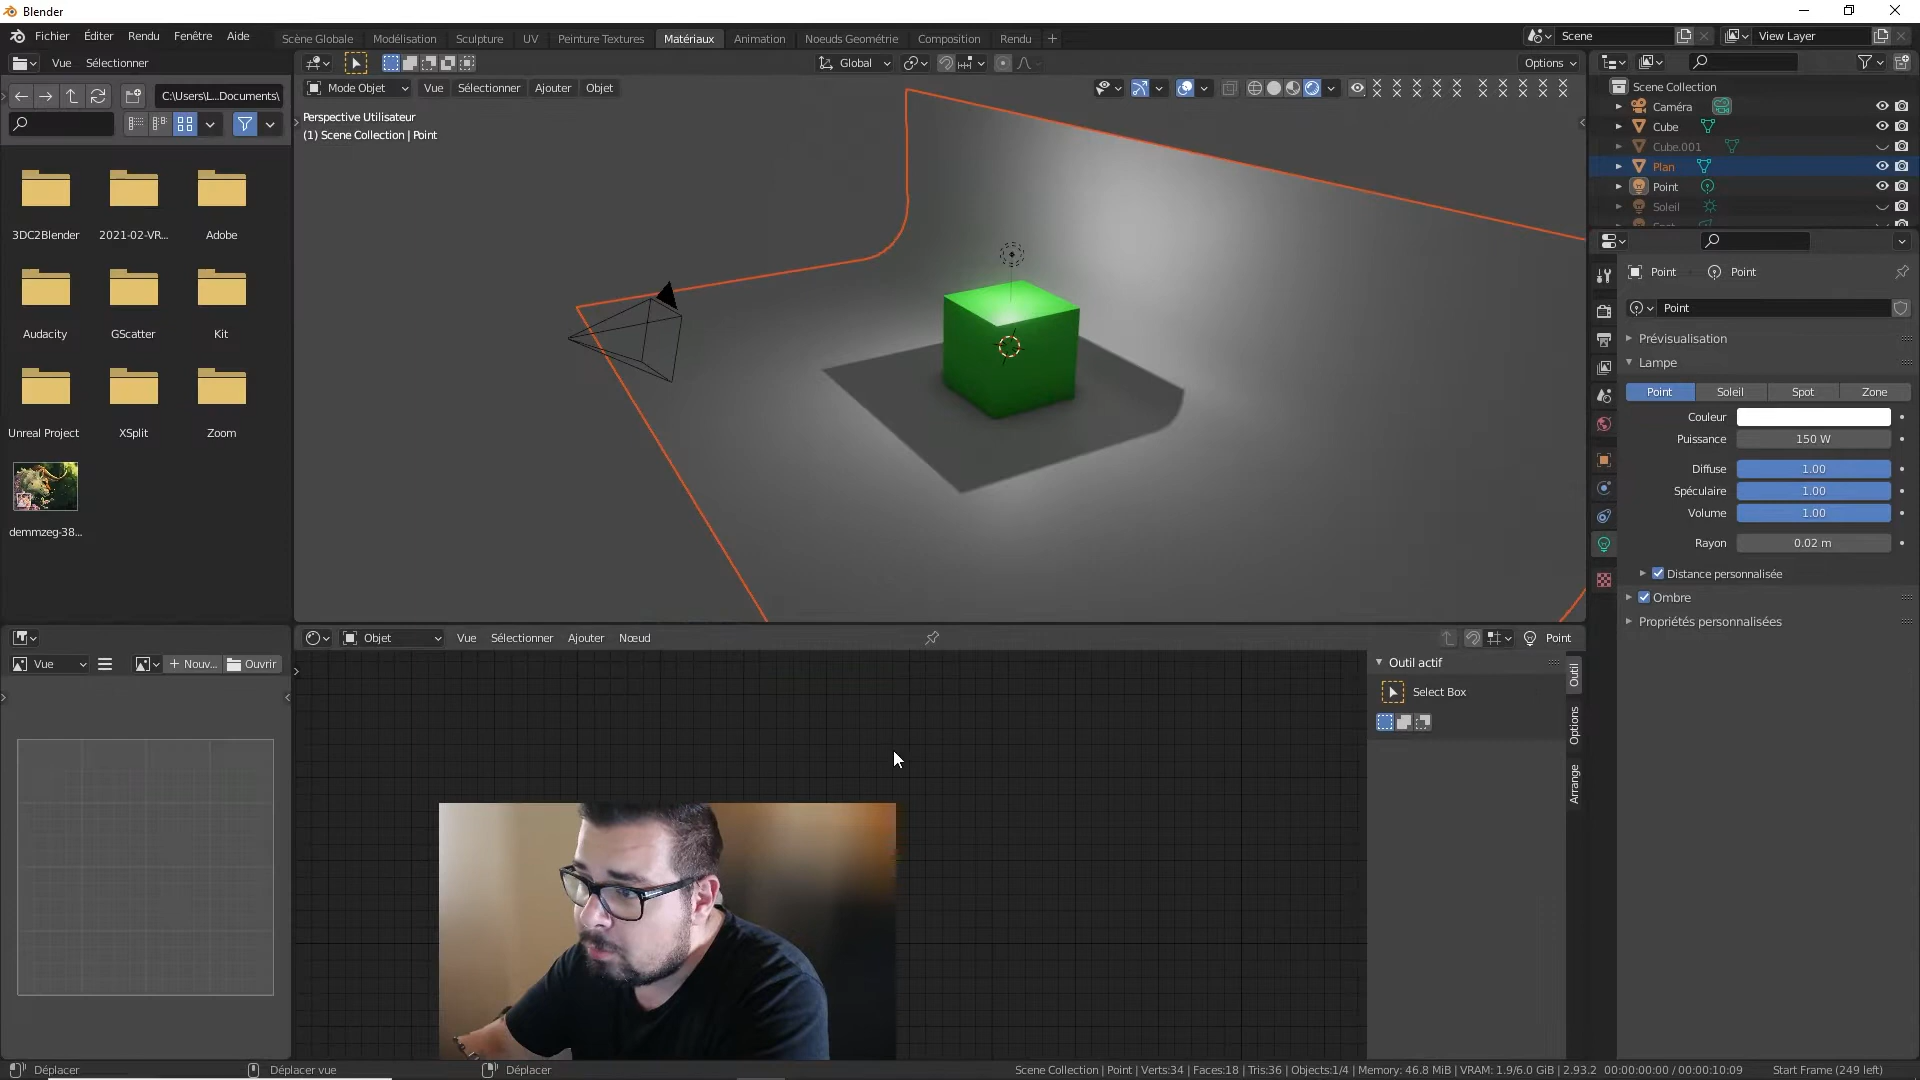 Blender
Fichier Éditer Rendu Fenêtre Aide
Scène Globale Modélisation Sculpture UV Peinture Textures Matériaux Animation Noeuds Géométrie Composition Rendu +
Scene
View Layer
Vue Sélectionner
Global
Options
C:\Users\L...Documents\
Mode Objet Vue Sélectionner Ajouter Objet
Perspective Utilisateur
(1) Scene Collection | Point
3DC2Blender
2021-02-VR...
Adobe
Audacity
GScatter
Kit
Unreal Project
XSplit
Zoom
demmzeg-38...
Scene Collection
Caméra
Cube
Cube.001
Plan
Point
Soleil
Point Point
Point
Prévisualisation
Lampe
Point Soleil Spot Zone
Couleur
Puissance 150 W
Diffuse 1.00
Spéculaire 1.00
Volume 1.00
Rayon 0.02 m
Distance personnalisée
Ombre
Propriétés personnalisées
Vue
Nouv... Ouvrir
Objet Vue Sélectionner Ajouter Nœud
Point
Outil actif
Select Box
Outil
Options
Arrange
Déplacer
Déplacer vue
Déplacer
Scene Collection | Point | Verts:34 | Faces:18 | Tris:36 | Objects:1/4 | Memory: 46.8 MiB | VRAM: 1.9/6.0 GiB | 2.93.2 00:00:00:00 / 00:00:10:09 Start Frame (249 left)